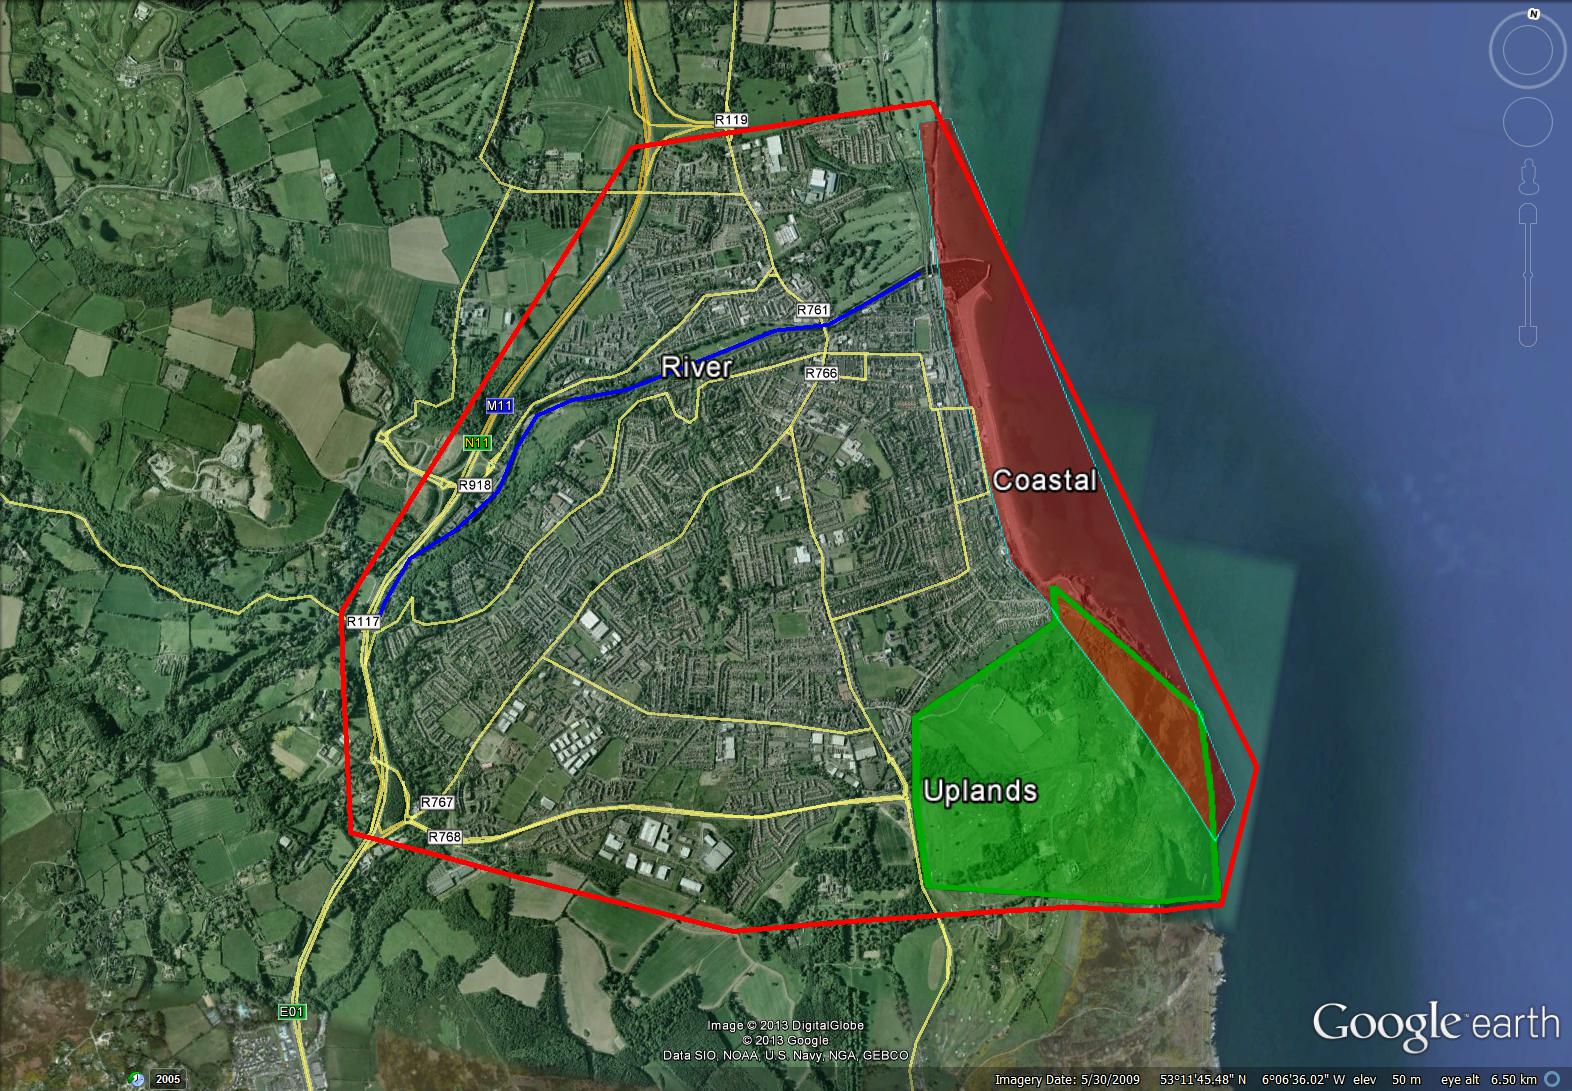 N
R119
R761
River
R766
M11
N11
R918
Coastal
R117
Uplands
R767
R768
E01
Image © 2013 DigitalGlobe
© 2013 Google
Data SIO, NOAA, U.S. Navy, NGA, GEBCO
Google earth
2005
Imagery Date: 5/30/2009 53°11'45.48" N 6°06'36.02" W elev 50 m eye alt 6.50 km